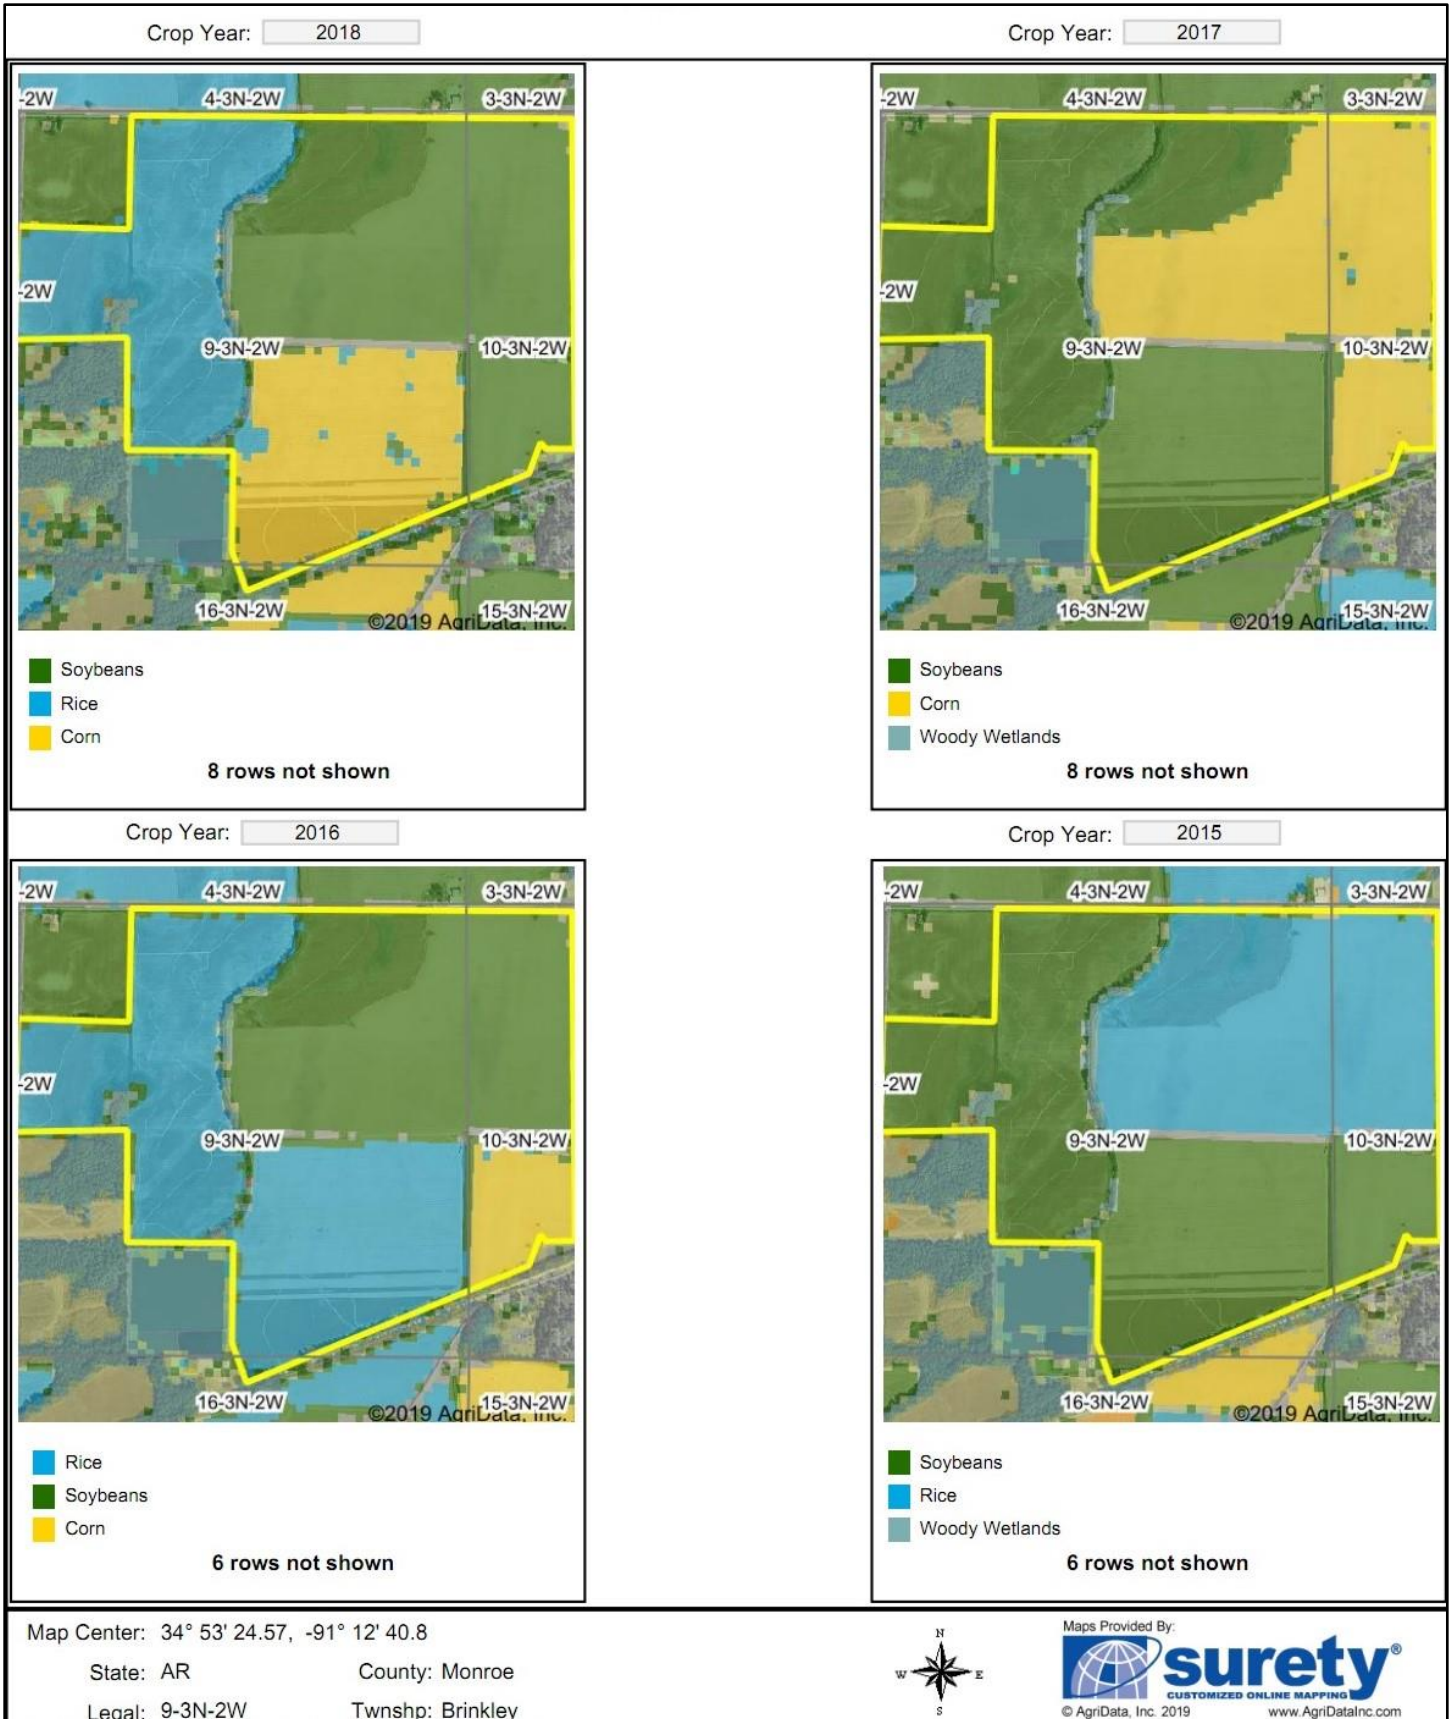 Crop Year: 2018
Crop Year: 2017
-2W 4-3N-2W 3-3N-2W
-2W
9-3N-2W 10-3N-2W
16-3N-2W 15-3N-2W
©2019 AgriData, Inc.
-2W 4-3N-2W 3-3N-2W
-2W
9-3N-2W 10-3N-2W
16-3N-2W 15-3N-2W
©2019 AgriData, Inc.
Soybeans
Rice
Corn
8 rows not shown
Soybeans
Corn
Woody Wetlands
8 rows not shown
Crop Year: 2016
Crop Year: 2015
-2W 4-3N-2W 3-3N-2W
-2W
9-3N-2W 10-3N-2W
16-3N-2W 15-3N-2W
©2019 AgriData, Inc.
-2W 4-3N-2W 3-3N-2W
-2W
9-3N-2W 10-3N-2W
16-3N-2W 15-3N-2W
©2019 AgriData, Inc.
Rice
Soybeans
Corn
6 rows not shown
Soybeans
Rice
Woody Wetlands
6 rows not shown
Map Center: 34° 53' 24.57, -91° 12' 40.8
State: AR County: Monroe
Legal: 9-3N-2W Twnshp: Brinkley
N
W E
S
Maps Provided By:
surety®
CUSTOMIZED ONLINE MAPPING
© AgriData, Inc. 2019 www.AgriDataInc.com